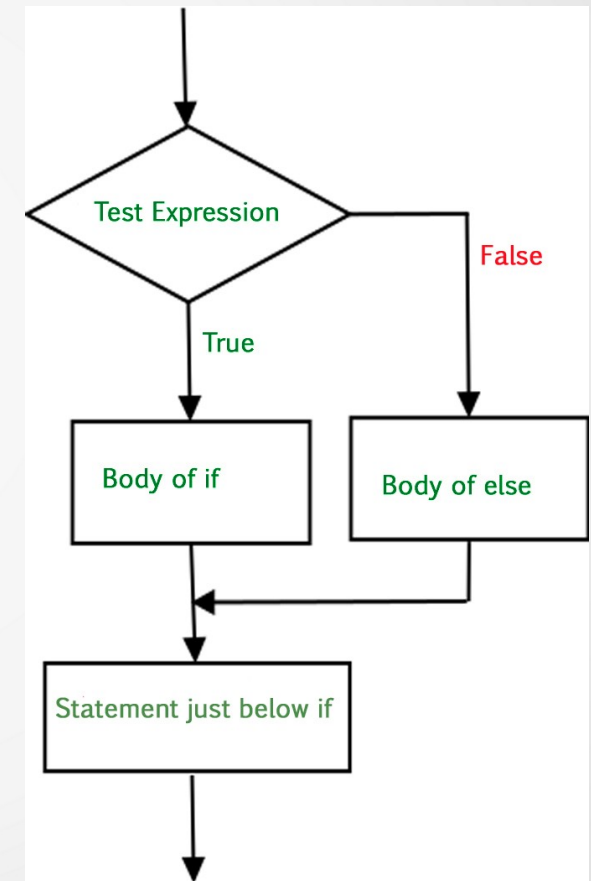 Test Expression
False
True
Body of if
Body of else
Statement just below if